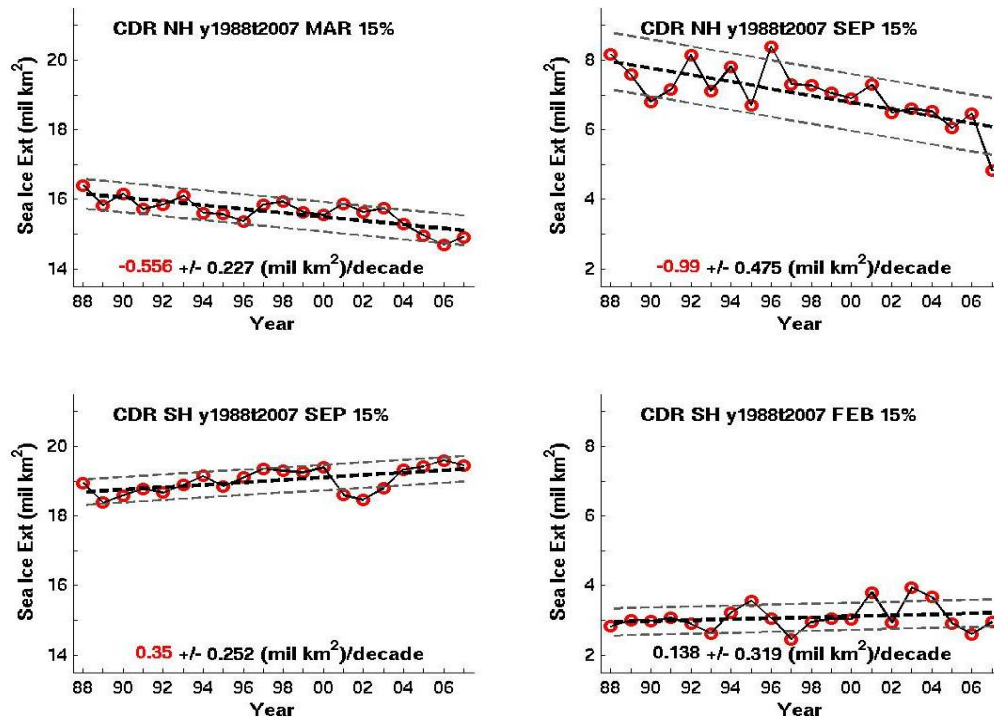 CDR NH y1988t2007 MAR 15%
Sea Ice Ext (mil km²)
20
18
16
14
-0.556 +/- 0.227 (mil km²)/decade
88 90 92 94 96 98 00 02 04 06
Year
CDR NH y1988t2007 SEP 15%
Sea Ice Ext (mil km²)
8
6
4
2
-0.99 +/- 0.475 (mil km²)/decade
88 90 92 94 96 98 00 02 04 06
Year
CDR SH y1988t2007 SEP 15%
Sea Ice Ext (mil km²)
20
18
16
14
0.35 +/- 0.252 (mil km²)/decade
88 90 92 94 96 98 00 02 04 06
Year
CDR SH y1988t2007 FEB 15%
Sea Ice Ext (mil km²)
8
6
4
2
0.138 +/- 0.319 (mil km²)/decade
88 90 92 94 96 98 00 02 04 06
Year